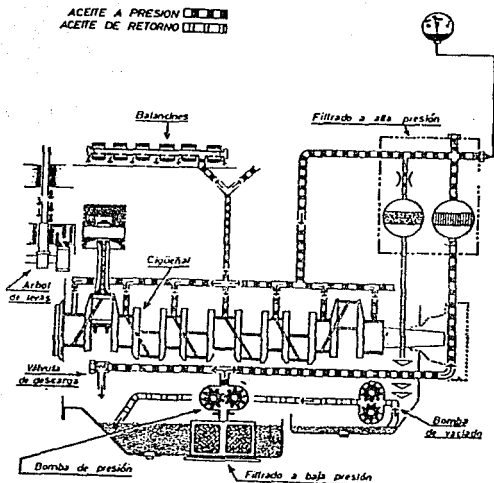 ACEITE A PRESION
ACEITE DE RETORNO
Balancines
Filtrado a alta presión
Cigüeñal
Arbol
de levas
Válvula
de descarga
Bomba
de vaciado
Bomba de presión
Filtrado a baja presión